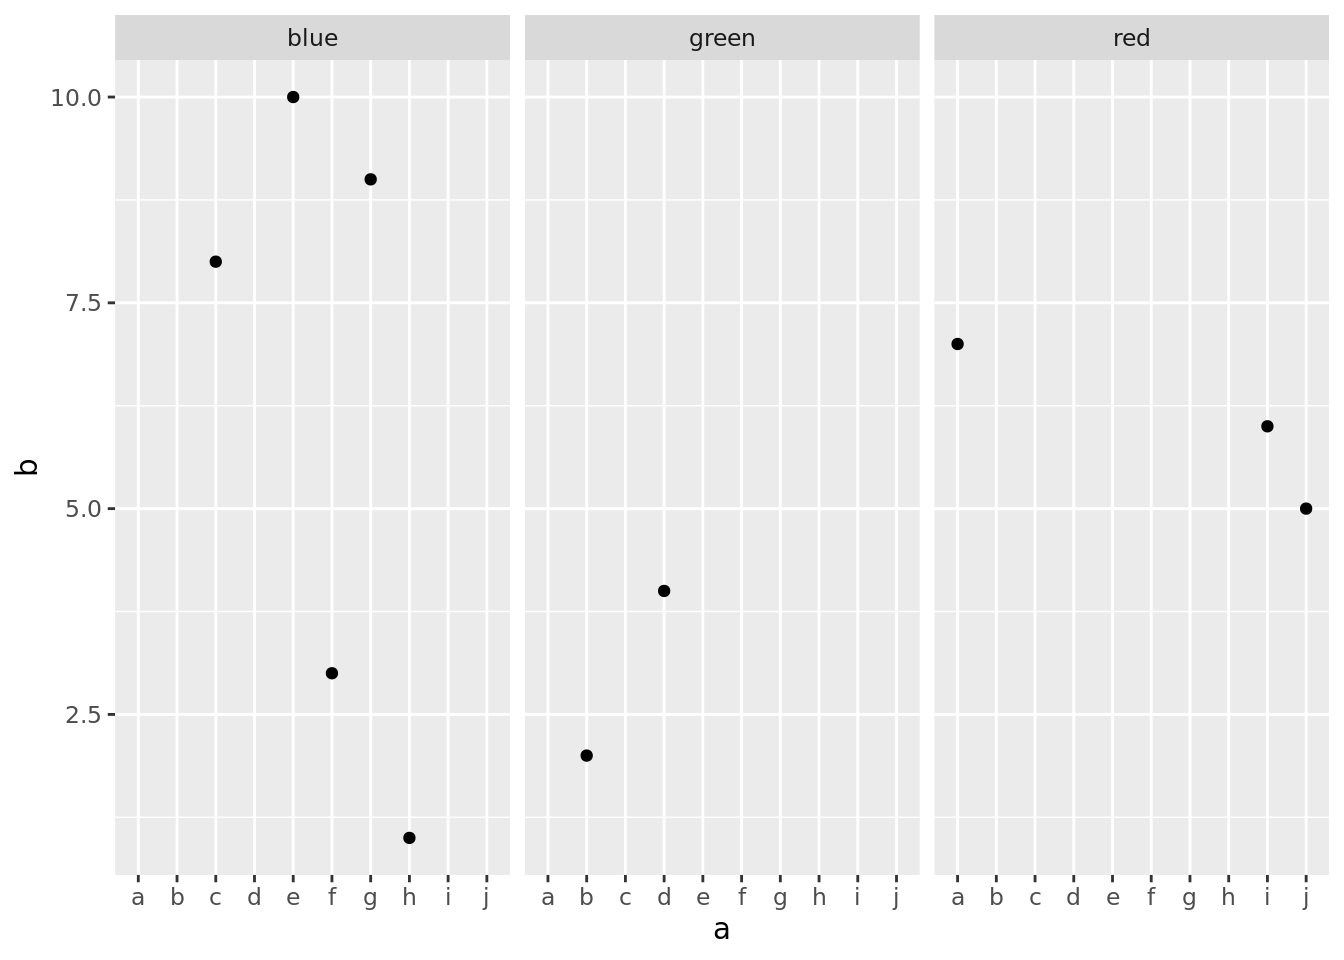 blue green red
10.0
7.5
5.0
2.5
b
a b c d e f g h i j a b c d e f g h i j a b c d e f g h i j
a